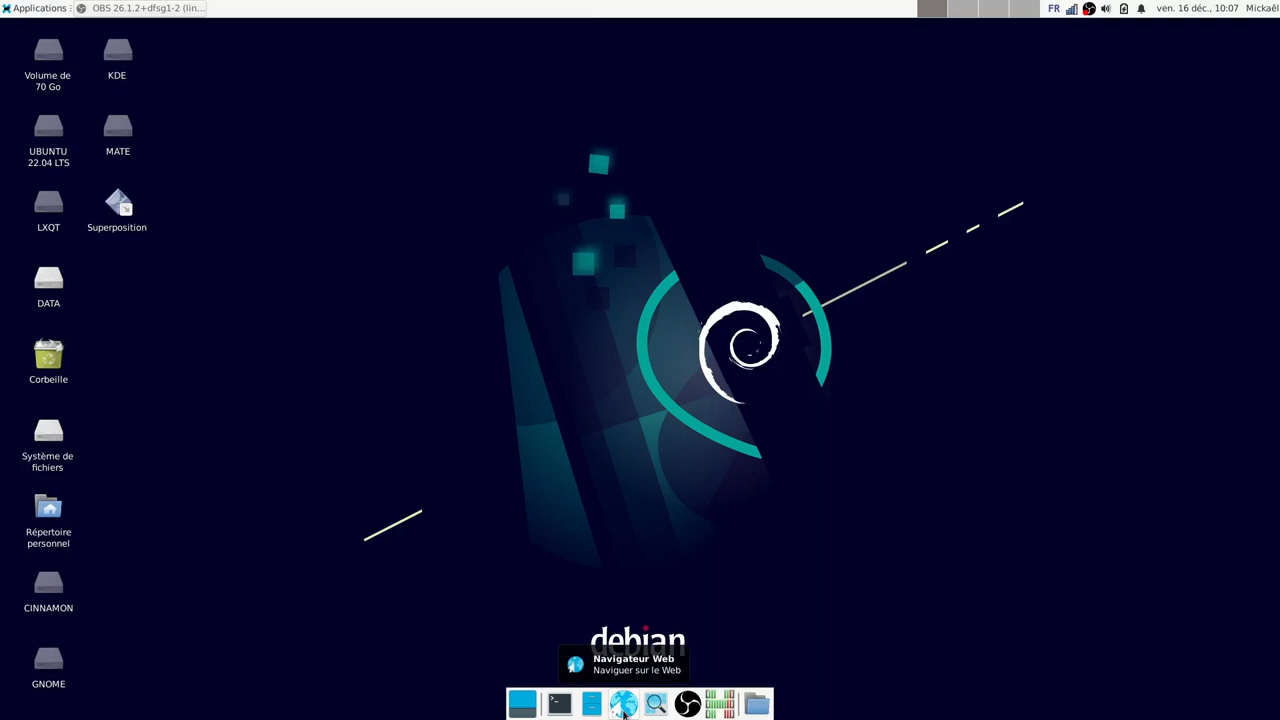 Applications
OBS 26.1.2+dfsg1-2 (lin...
FR
ven. 16 déc., 10:07
Mickaël
Volume de
70 Go
KDE
UBUNTU
22.04 LTS
MATE
LXQT
Superposition
DATA
Corbeille
Système de
fichiers
Répertoire
personnel
CINNAMON
GNOME
debian
Navigateur Web
Naviguer sur le Web